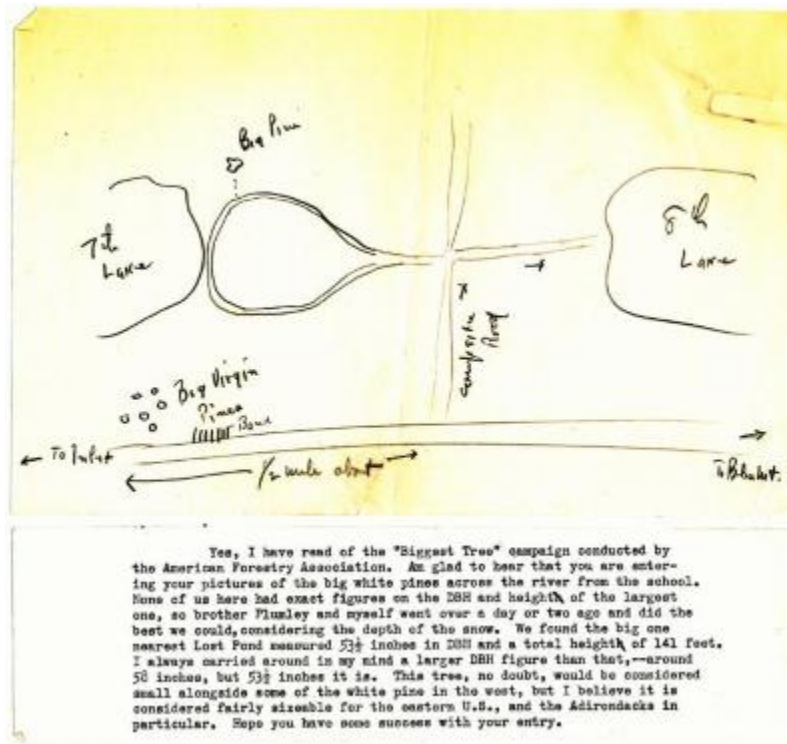 Big Pine
7th
Lake
8th
Lake
Campsite
Road
Big Virgin
Pines
To Inlet
1/2 mile about
Yes, I have read of the "Biggest Tree" campaign conducted by
the American Forestry Association. Am glad to hear that you are enter-
ing your pictures of the big white pines across the river from the school.
None of us here had exact figures on the DBH and height of the largest
one, so brother Plumley and myself went over a day or two ago and did the
best we could, considering the depth of the snow. We found the big one
nearest Lost Pond measured 53½ inches in DBH and a total height of 141 feet.
I always carried around in my mind a larger DBH figure than that,--around
58 inches, but 53½ inches it is. This tree, no doubt, would be considered
small alongside some of the white pine in the west, but I believe it is
considered fairly sizeable for the eastern U.S., and the Adirondacks in
particular. Hope you have some success with your entry.